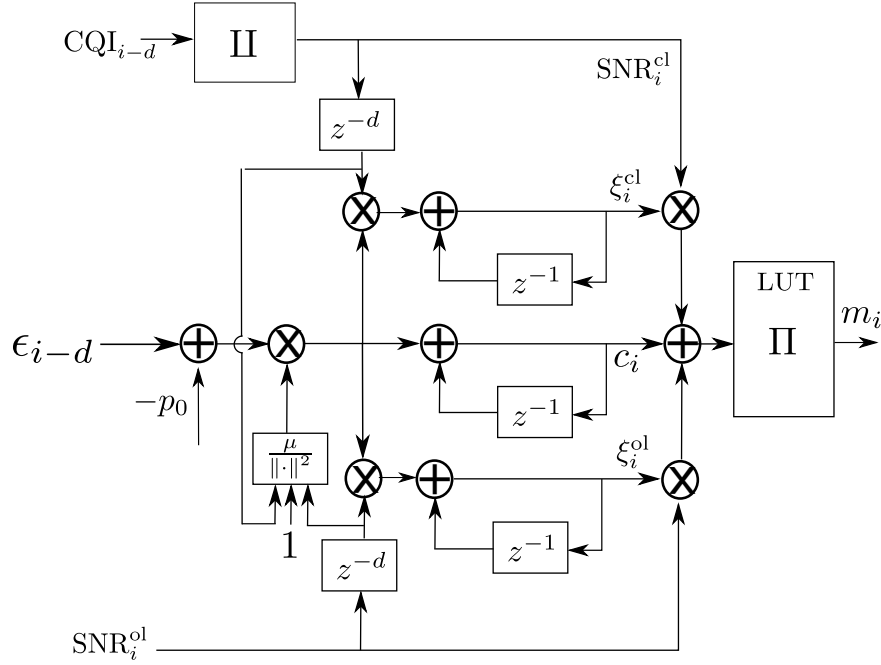 CQI_{i−d}
∐
SNR_i^{cl}
z^{−d}
ξ_i^{cl}
z^{−1}
LUT
Π
m_i
ϵ_{i−d}
c_i
−p_0
z^{−1}
μ/‖·‖^2
ξ_i^{ol}
1
z^{−1}
z^{−d}
SNR_i^{ol}